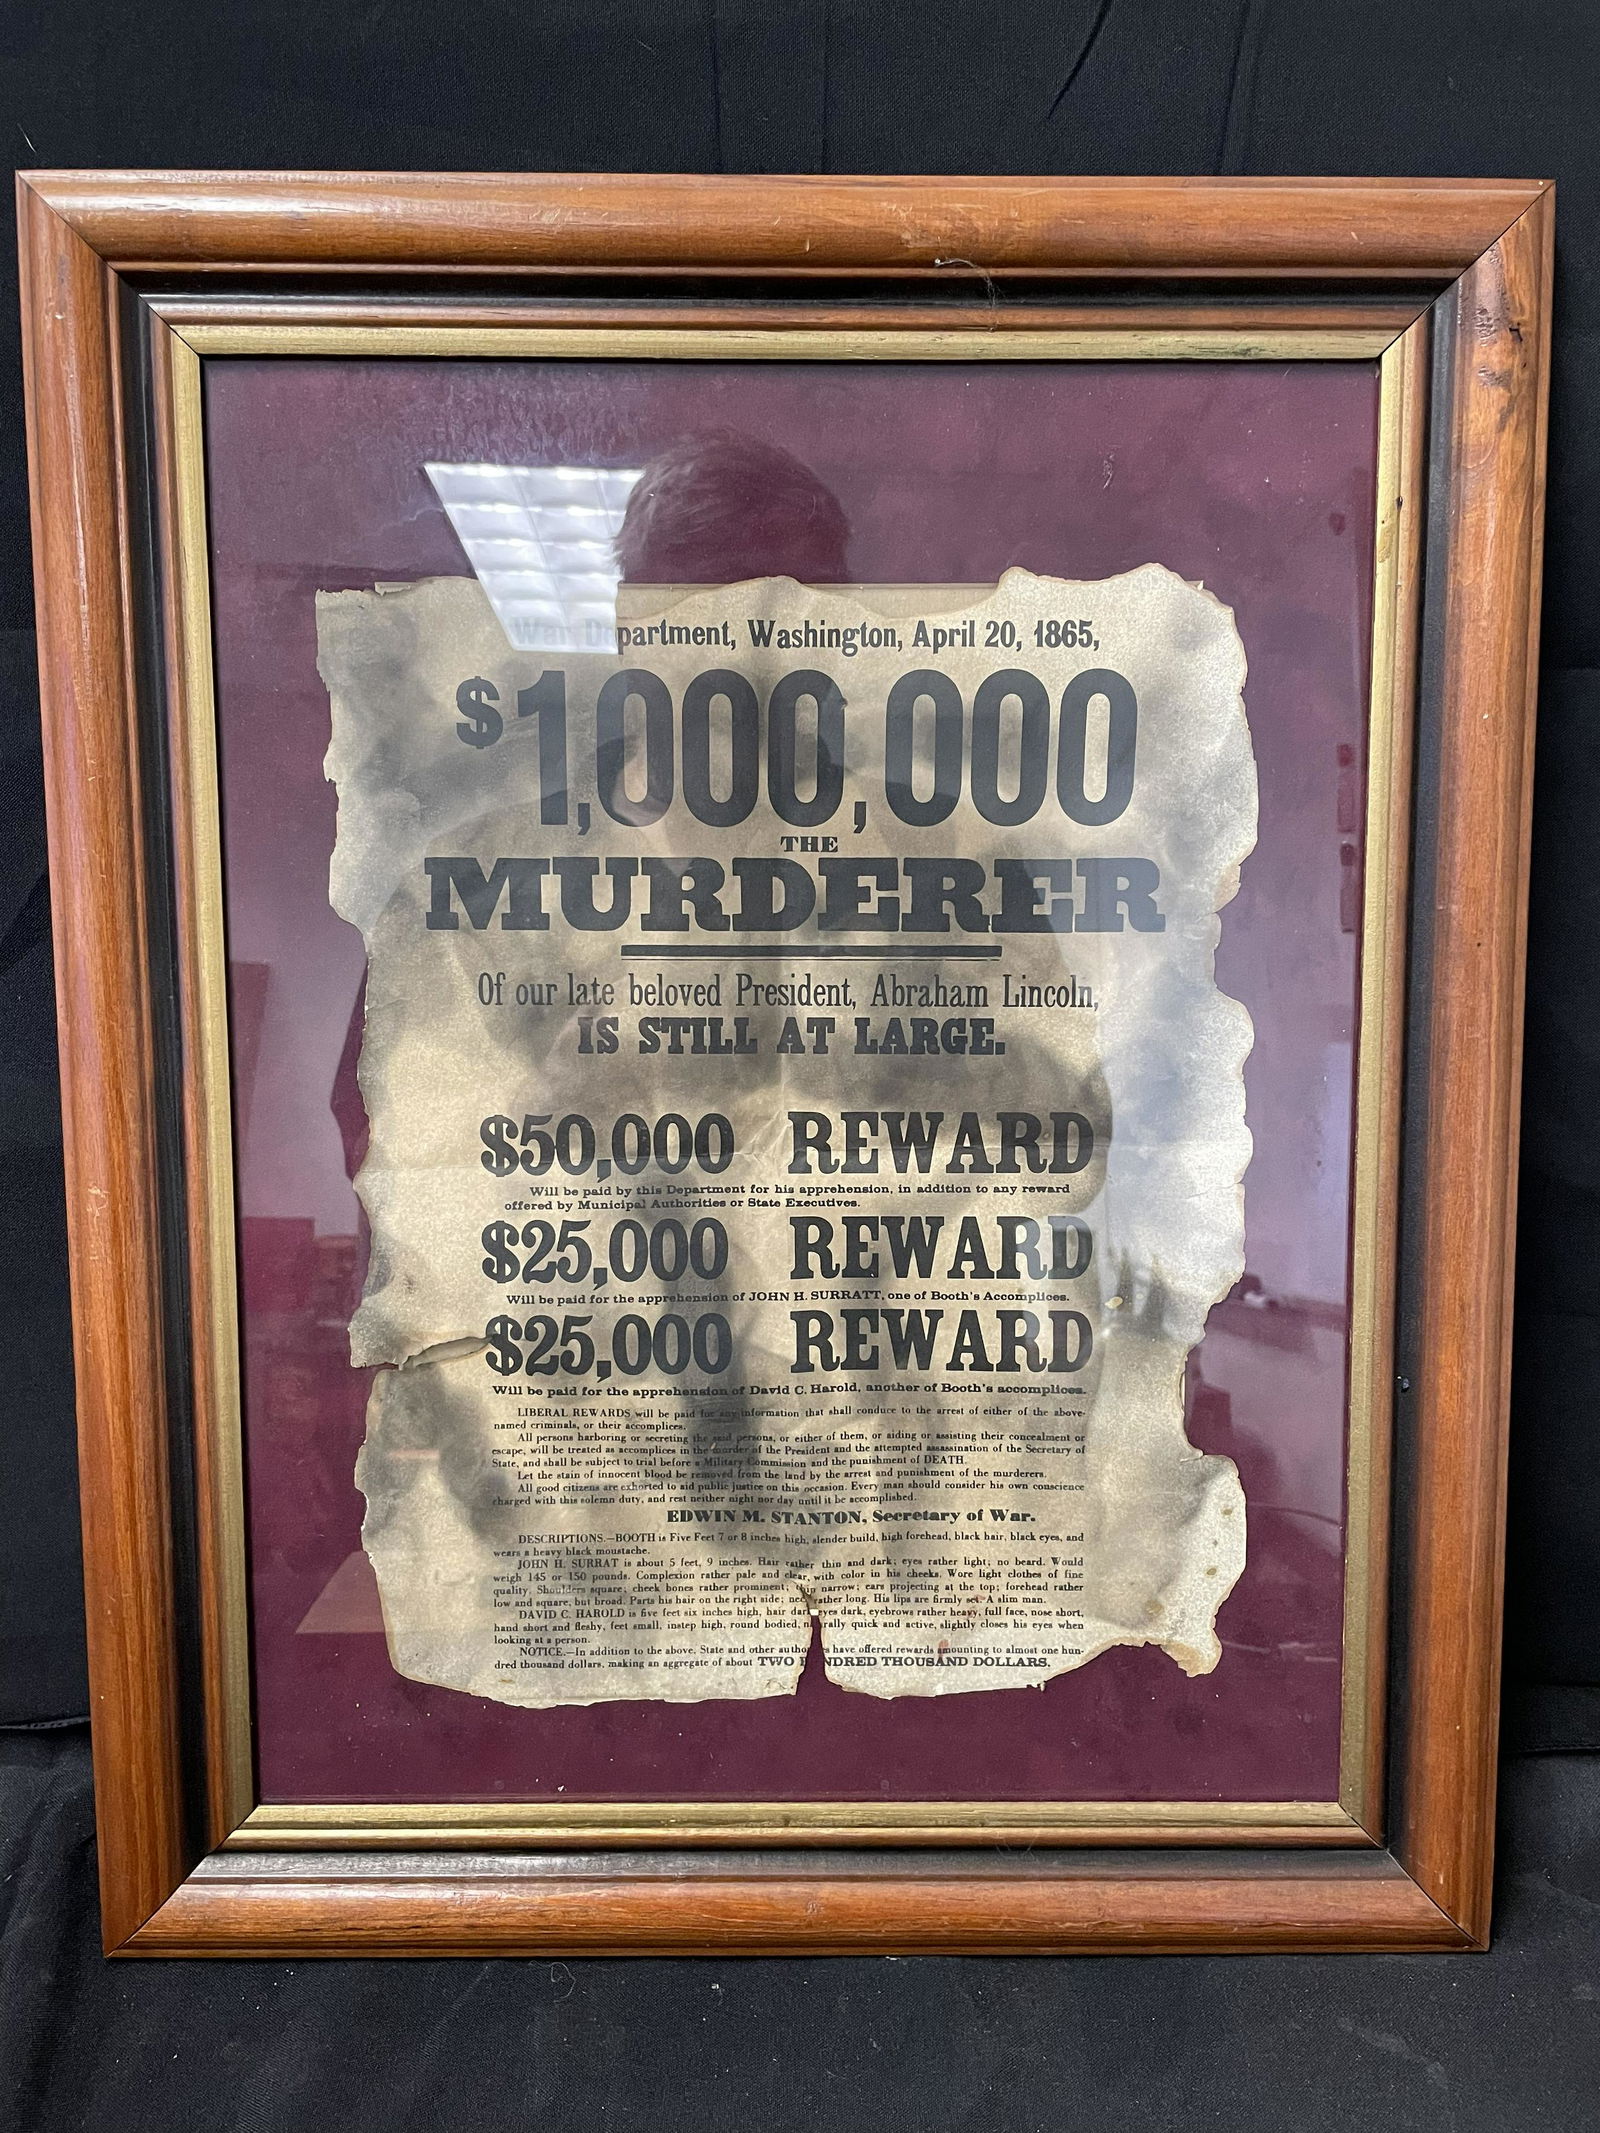 War Department, Washington, April 20, 1865,
$1,000,000
THE
MURDERER
Of our late beloved President, Abraham Lincoln,
IS STILL AT LARGE.
$50,000 REWARD
Will be paid by this Department for his apprehension, in addition to any reward
offered by Municipal Authorities or State Executives.
$25,000 REWARD
Will be paid for the apprehension of JOHN H. SURRATT, one of Booth's Accomplices.
$25,000 REWARD
Will be paid for the apprehension of David C. Harold, another of Booth's accomplices.
LIBERAL REWARDS will be paid for any information that shall conduce to the arrest of either of the above-
named criminals, or their accomplices.
All persons harboring or secreting the said persons, or either of them, or aiding or assisting their concealment or
escape, will be treated as accomplices in the murder of the President and the attempted assassination of the Secretary of
State, and shall be subject to trial before a Military Commission and the punishment of DEATH.
Let the stain of innocent blood be removed from the land by the arrest and punishment of the murderers.
All good citizens are exhorted to aid public justice on this occasion. Every man should consider his own conscience
charged with this solemn duty, and rest neither night nor day until it be accomplished.
EDWIN M. STANTON, Secretary of War.
DESCRIPTIONS.—BOOTH is Five Feet 7 or 8 inches high, slender build, high forehead, black hair, black eyes, and
wears a heavy black moustache.
JOHN H. SURRAT is about 5 feet, 9 inches. Hair rather thin and dark; eyes rather light; no beard. Would
weigh 145 or 150 pounds. Complexion rather pale and clear, with color in his cheeks. Wore light clothes of fine
quality. Shoulders square; cheek bones rather prominent; chin narrow; ears projecting at the top; forehead rather
low and square, but broad. Parts his hair on the right side; neck rather long. His lips are firmly set. A slim man.
DAVID C. HAROLD is five feet six inches high, hair dark, eyes dark, eyebrows rather heavy, full face, nose short,
hand short and fleshy, feet small, instep high, round bodied, naturally quick and active, slightly closes his eyes when
looking at a person.
NOTICE.—In addition to the above, State and other have offered rewards amounting to almost one hun-
dred thousand dollars, making an aggregate of about TWO HUNDRED THOUSAND DOLLARS.